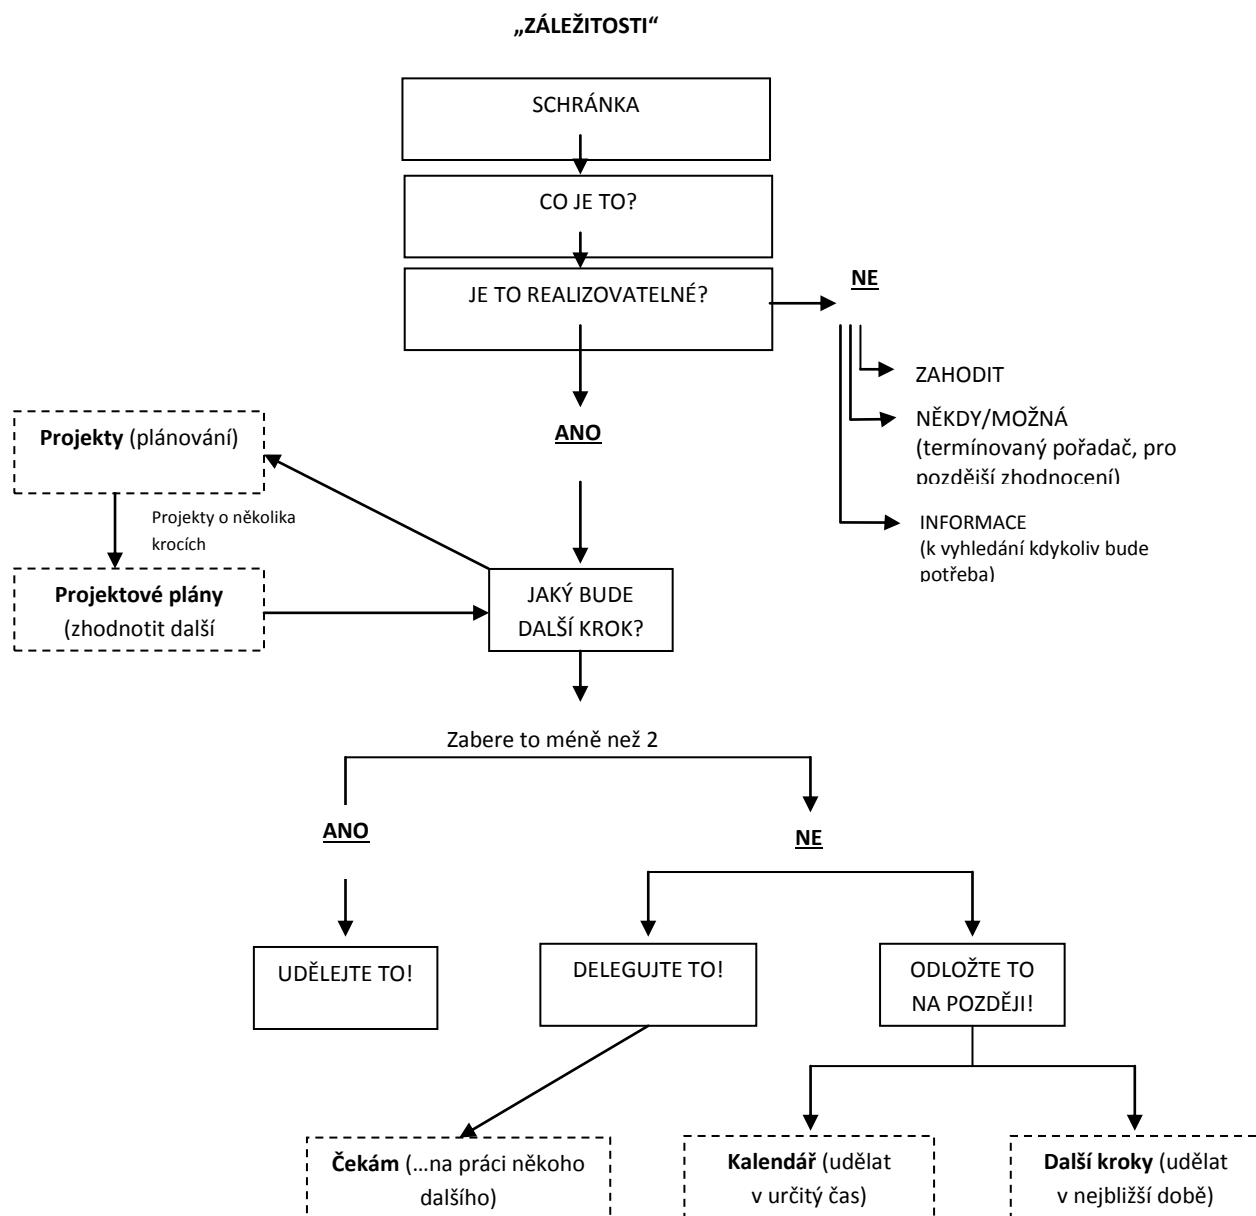 „ZÁLEŽITOSTI“
SCHRÁNKA
CO JE TO?
JE TO REALIZOVATELNÉ?
NE
ZAHODIT
NĚKDY/MOŽNÁ
(termínovaný pořadač, pro
pozdější zhodnocení)
INFORMACE
(k vyhledání kdykoliv bude
potřeba)
ANO
Projekty (plánování)
Projekty o několika
krocích
Projektové plány
(zhodnotit další
JAKÝ BUDE
DALŠÍ KROK?
Zabere to méně než 2
ANO
NE
UDĚLEJTE TO!
DELEGUJTE TO!
ODLOŽTE TO
NA POZDĚJI!
Čekám (…na práci někoho
dalšího)
Kalendář (udělat
v určitý čas)
Další kroky (udělat
v nejbližší době)